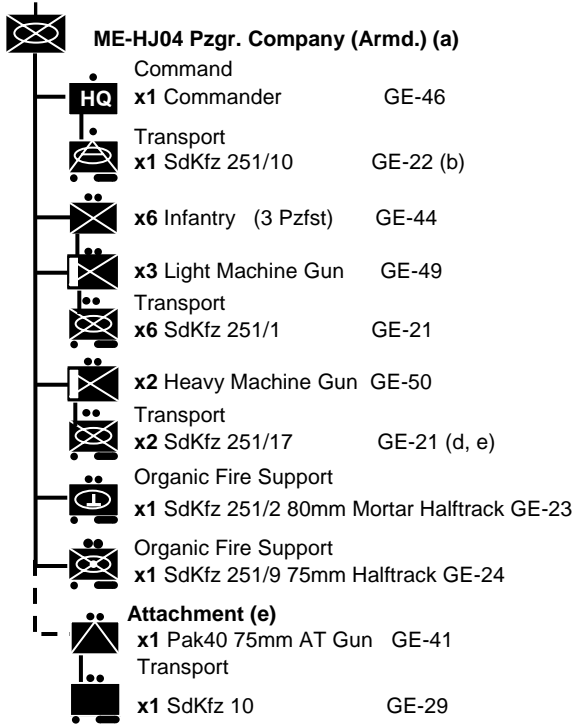 ME-HJ04 Pzgr. Company (Armd.) (a)
Command
HQ x1 Commander GE-46
Transport
x1 SdKfz 251/10 GE-22 (b)
x6 Infantry (3 Pzfst) GE-44
x3 Light Machine Gun GE-49
Transport
x6 SdKfz 251/1 GE-21
x2 Heavy Machine Gun GE-50
Transport
x2 SdKfz 251/17 GE-21 (d, e)
Organic Fire Support
x1 SdKfz 251/2 80mm Mortar Halftrack GE-23
Organic Fire Support
x1 SdKfz 251/9 75mm Halftrack GE-24
Attachment (e)
x1 Pak40 75mm AT Gun GE-41
Transport
x1 SdKfz 10 GE-29